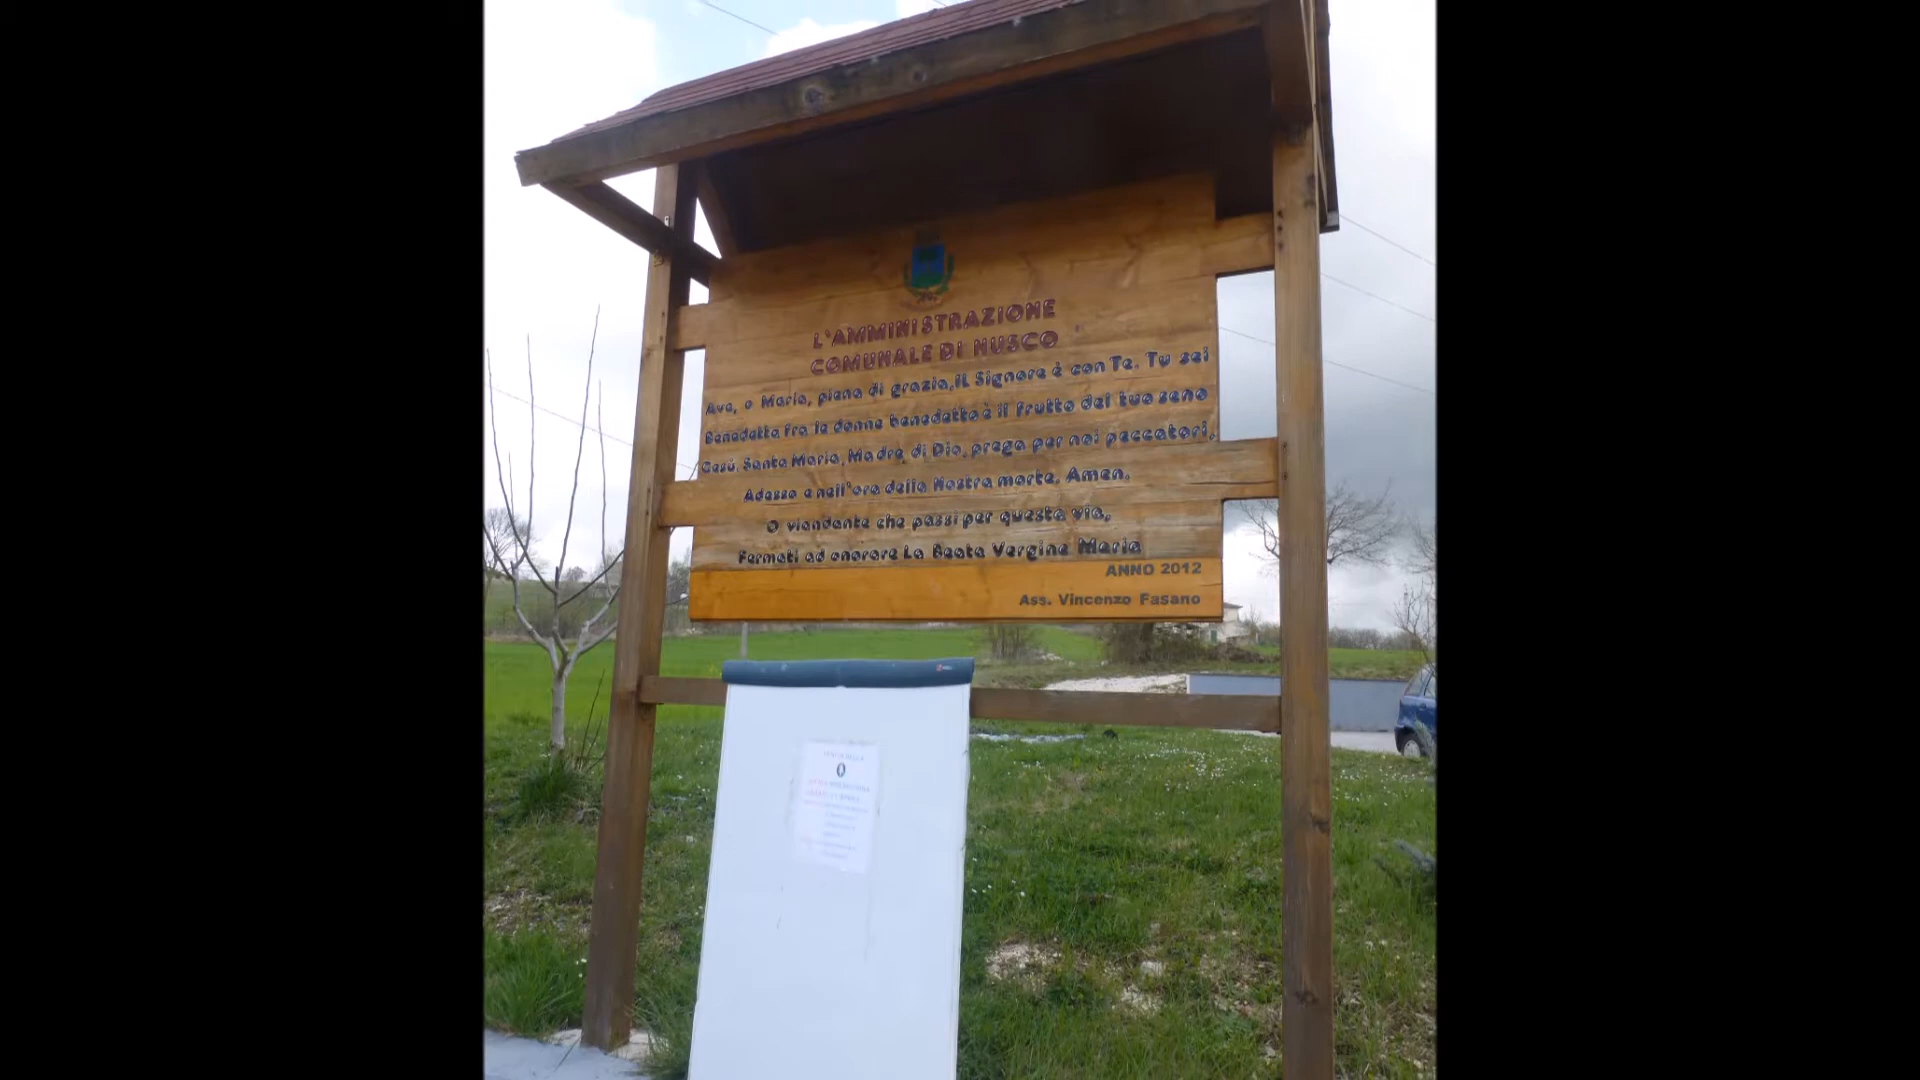 L'AMMINISTRAZIONE
COMUNALE DI NUSCO
Ave, o Maria, piena di grazia, iL Signore è con Te. Tu sei
Benedetta fra le donne benedetto è il frutto del tuo seno
Gesú. Santa Maria, Madre di Dio, prega per noi peccatori,
Adesso e nell'ora della Nostra morte. Amen.
O viandante che passi per questa via,
Fermati ad onorare La Beata Vergine Maria
ANNO 2012
Ass. Vincenzo Fasano